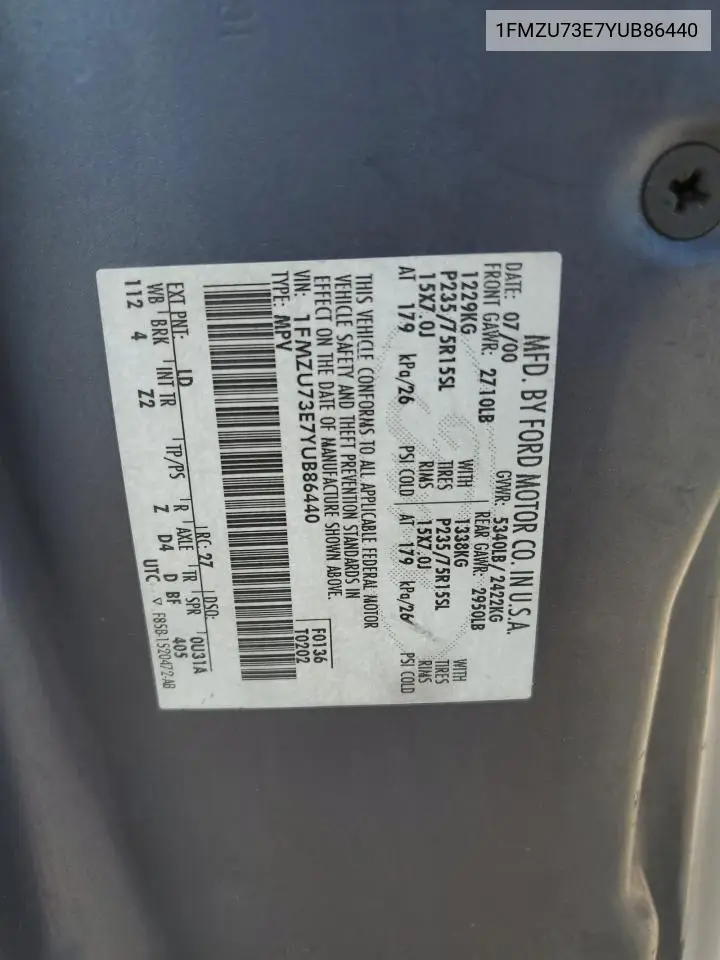 1FMZU73E7YUB86440
MFD. BY FORD MOTOR CO. IN U.S.A.
DATE: 07/00 GVWR: 5340LB / 2422KG
FRONT GAWR: 2710LB REAR GAWR: 2950LB
1229KG WITH 1338KG WITH
P235/75R15SL TIRES P235/75R15SL TIRES
15X7.0J RIMS 15X7.0J RIMS
AT 179 kPa/26 PSI COLD AT 179 kPa/26 PSI COLD
THIS VEHICLE CONFORMS TO ALL APPLICABLE FEDERAL MOTOR
VEHICLE SAFETY AND THEFT PREVENTION STANDARDS IN
EFFECT ON THE DATE OF MANUFACTURE SHOWN ABOVE.
VIN: 1FMZU73E7YUB86440 F0136
TYPE: MPV T0202
EXT PNT: LD RC: 27 DSO: 0U31A
WB BRK INT TR TP/PS R AXLE TR SPR
112 4 Z2 Z D4 D BF 405
UTC ▽ F85B-1520472-AB